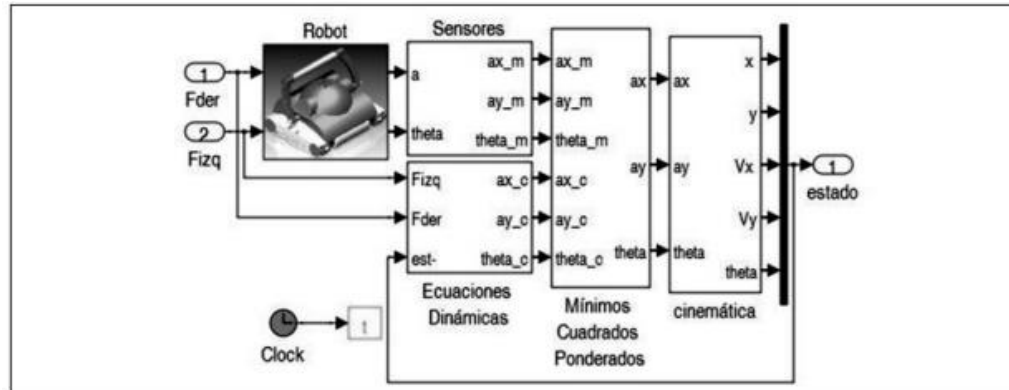 Robot
Sensores
1
Fder
2
Fizq
a
theta
ax_m
ay_m
theta_m
Fizq
Fder
est-
ax_c
ay_c
theta_c
Ecuaciones
Dinámicas
ax_m
ay_m
theta_m
ax_c
ay_c
theta_c
ax
ay
theta
Mínimos
Cuadrados
Ponderados
ax
ay
theta
x
y
Vx
Vy
theta
cinemática
1
estado
Clock
t